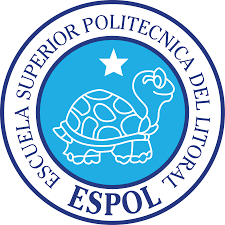 ESCUELA SUPERIOR POLITECNICA DEL LITORAL
ESPOL